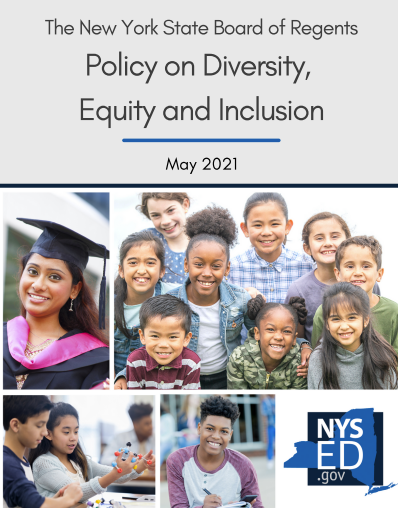 The New York State Board of Regents
Policy on Diversity,
Equity and Inclusion
May 2021
NYS
ED
.gov